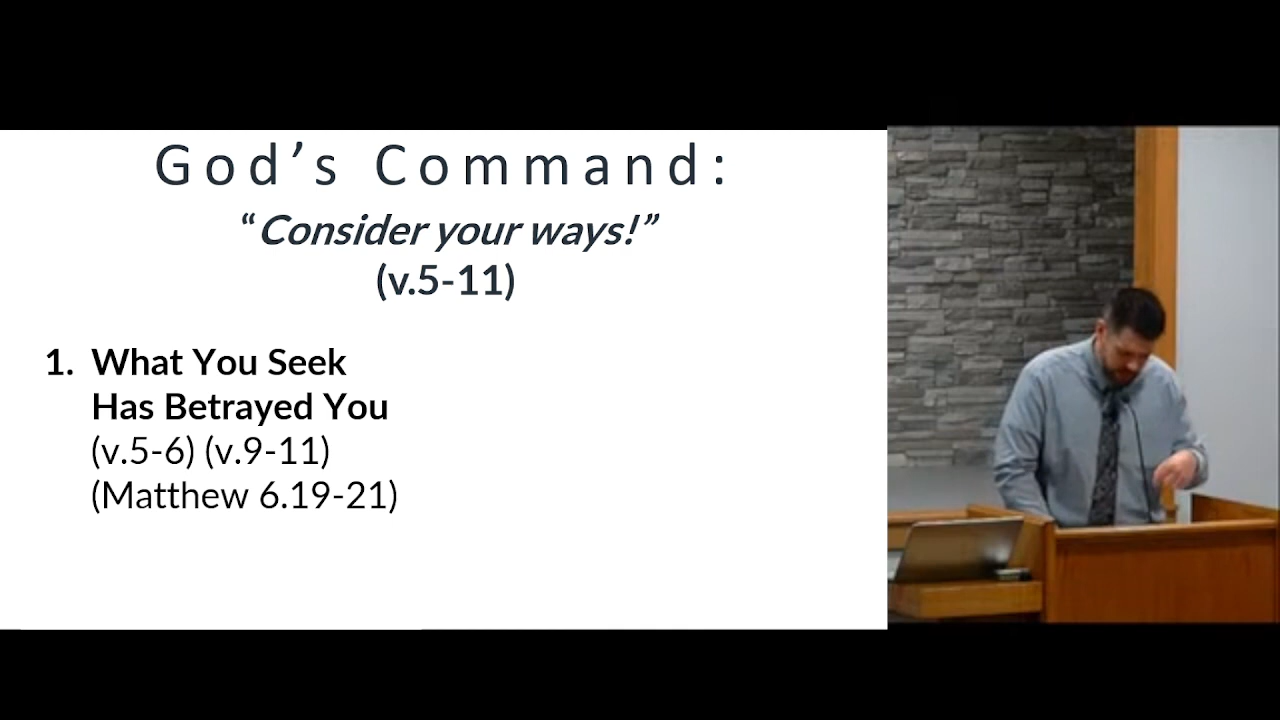 God’s Command:
“Consider your ways!”
(v.5-11)
1. What You Seek
Has Betrayed You
(v.5-6) (v.9-11)
(Matthew 6.19-21)